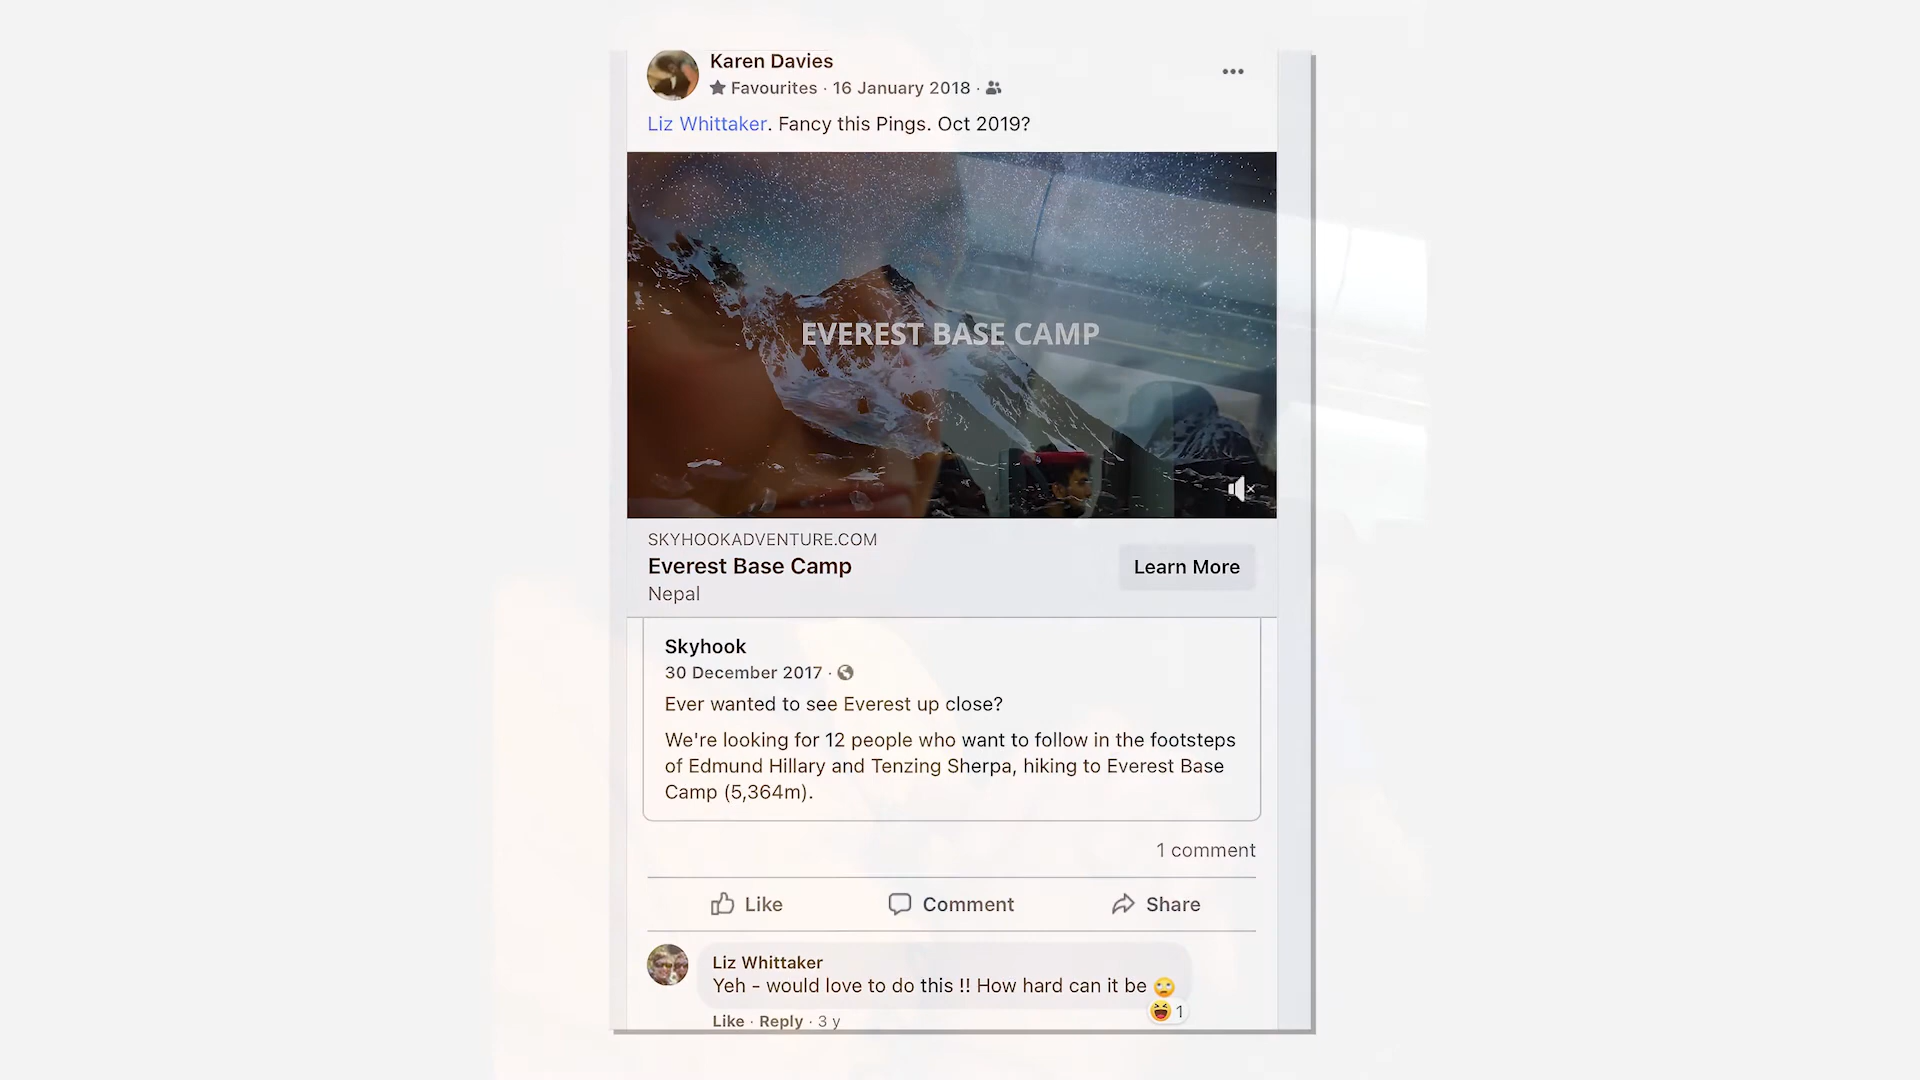 Karen Davies
Favourites · 16 January 2018 ·
Liz Whittaker. Fancy this Pings. Oct 2019?
EVEREST BASE CAMP
SKYHOOKADVENTURE.COM
Everest Base Camp
Learn More
Nepal
Skyhook
30 December 2017 ·
Ever wanted to see Everest up close?
We're looking for 12 people who want to follow in the footsteps
of Edmund Hillary and Tenzing Sherpa, hiking to Everest Base
Camp (5,364m).
1 comment
Like Comment Share
Liz Whittaker
Yeh - would love to do this !! How hard can it be 🙄
😆 1
Like · Reply · 3 y